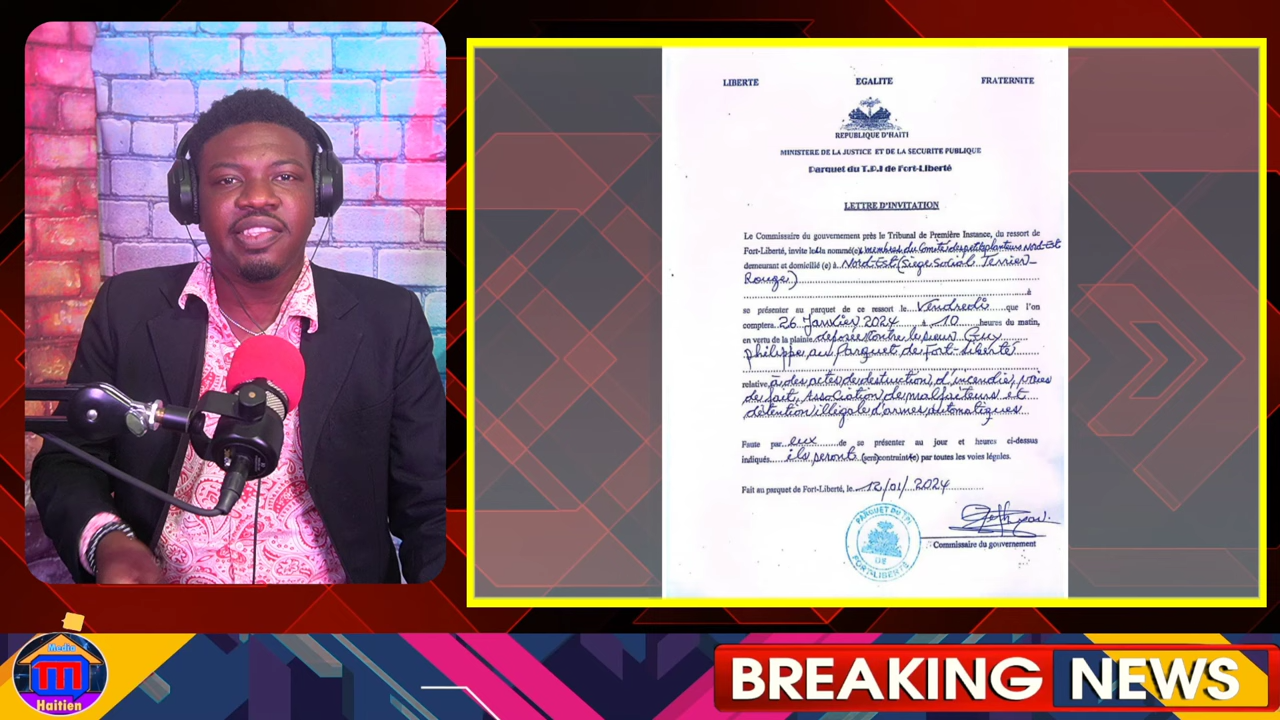 LIBERTE EGALITE FRATERNITE
REPUBLIQUE D'HAITI
MINISTERE DE LA JUSTICE ET DE LA SECURITE PUBLIQUE
Parquet du T.P.I de Fort-Liberté
LETTRE D'INVITATION
Le Commissaire du gouvernement près le Tribunal de Première Instance, du ressort de
Fort-Liberté, invite le/la nommé(e) membres du Comité des petits planteurs Nord-Est
demeurant et domicilié (e) à Nord-Est (Siège Social Terrier-
Rouge)
à
se présenter au parquet de ce ressort le Vendredi que l'on
comptera 26 Janvier 2024 à 10 heures du matin,
en vertu de la plainte déposée contre le sieur Guy
philippe au Parquet de fort-liberté
relative à des actes de destruction, d'incendie, voies
de fait, Association de malfaiteurs et
détention illégale d'armes automatiques
Faute par eux de se présenter au jour et heures ci-dessus
indiqués ils seront (sera) contraint(e) par toutes les voies légales.
Fait au parquet de Fort-Liberté, le 12/01/2024
PARQUET DU TPI
DE
FORT-LIBERTÉ
Commissaire du gouvernement
Media
M
Haitien
BREAKING NEWS